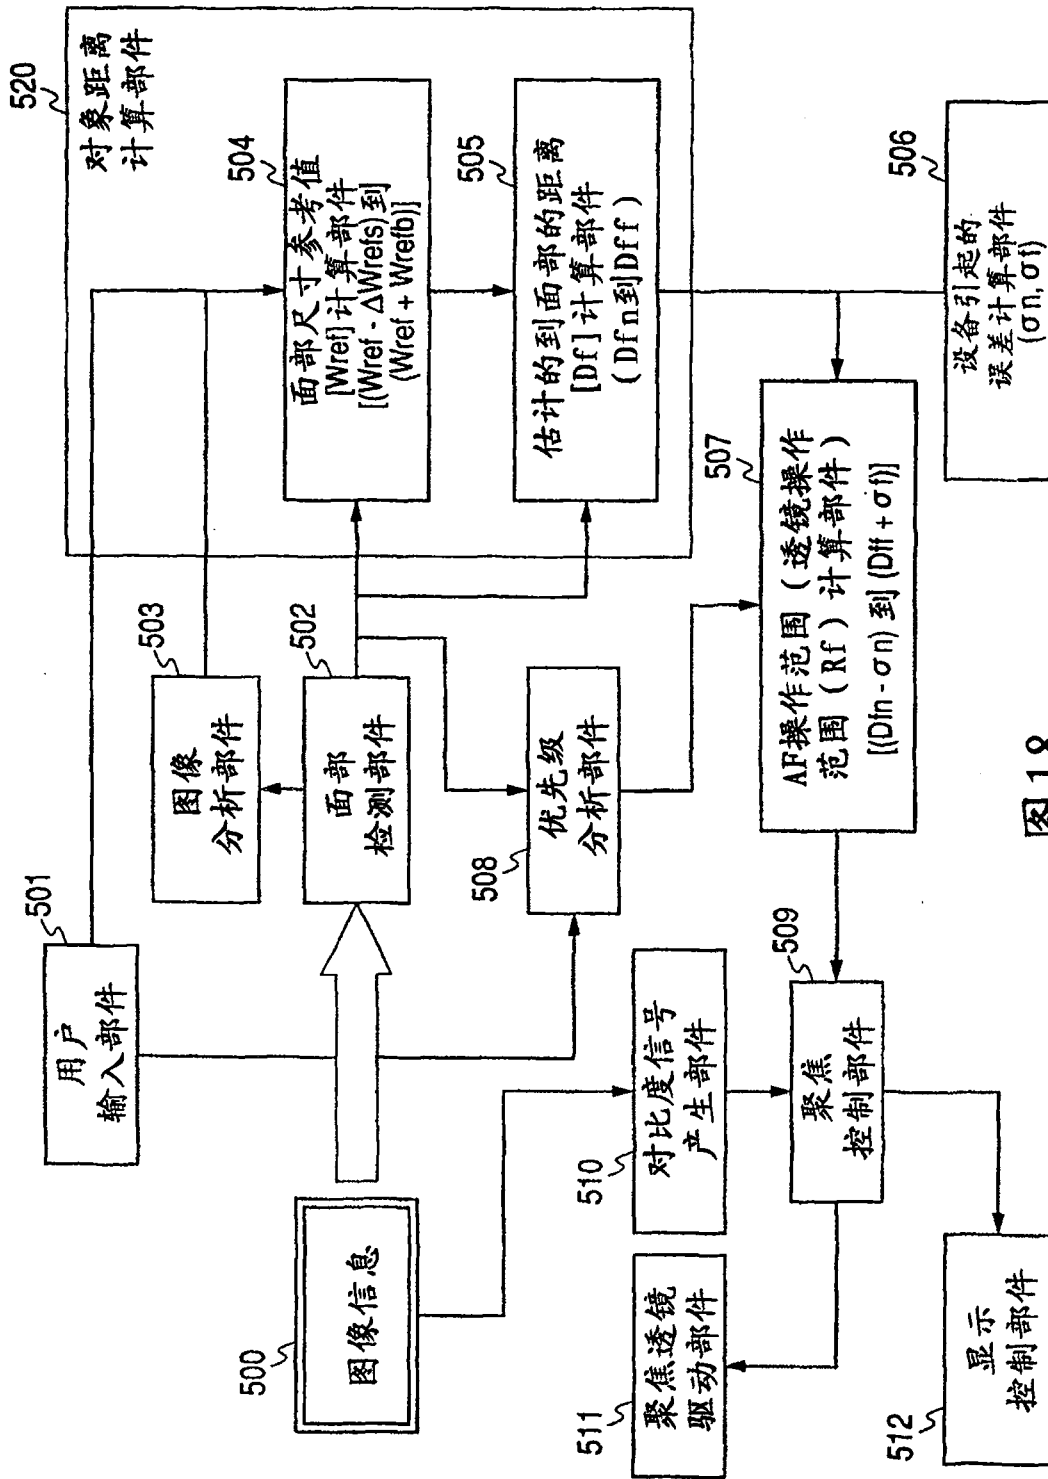 520
对象距离
计算部件
504
面部尺寸参考值
[Wref]计算部件
[(Wref - ΔWrefs)到
(Wref + Wrefb)]
505
估计的到面部的距离
[Df]计算部件
(Dfn到Dff)
506
设备引起的
误差计算部件
(σn, σf)
503
图像
分析部件
502
面部
检测部件
508
优先级
分析部件
507
AF操作范围(透镜操作
范围(Rf)计算部件)
[(Dfn - σn)到(Dff + σf)]
501
用户
输入部件
500
图像信息
510
对比度信号
产生部件
509
聚焦
控制部件
511
聚焦透镜
驱动部件
512
显示
控制部件
图18